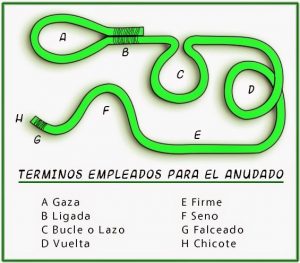 A
B
C
D
H
G
F
E
TERMINOS EMPLEADOS PARA EL ANUDADO
A Gaza
B Ligada
C Bucle o Lazo
D Vuelta
E Firme
F Seno
G Falceado
H Chicote